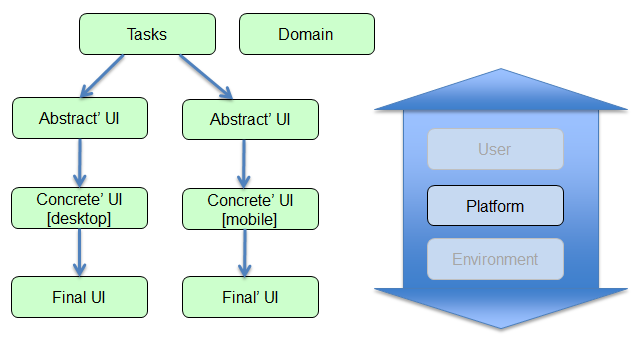 Tasks
Domain
Abstract’ UI
Abstract’ UI
User
Concrete’ UI
[desktop]
Concrete’ UI
[mobile]
Platform
Environment
Final UI
Final’ UI